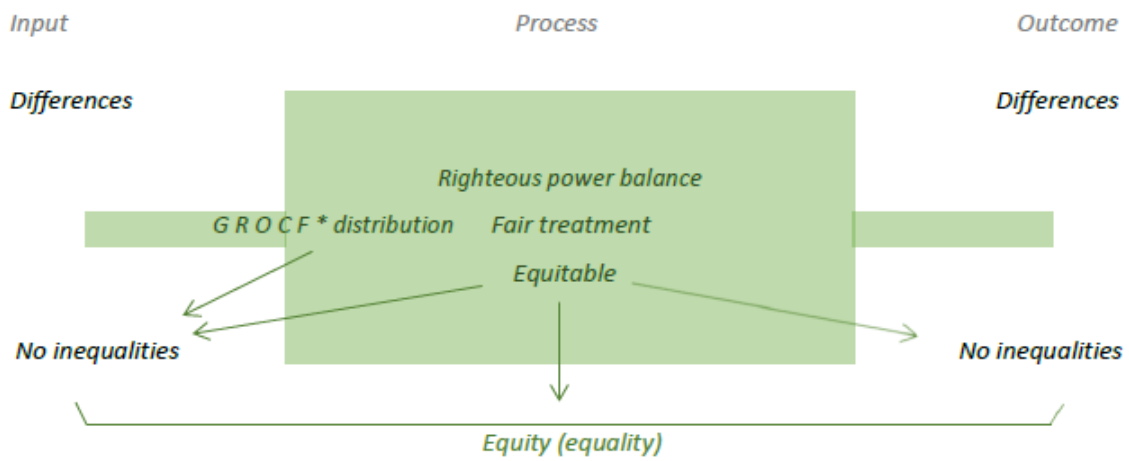 Input Process Outcome
Differences Differences
Righteous power balance
G R O C F * distribution Fair treatment
Equitable
No inequalities No inequalities
Equity (equality)